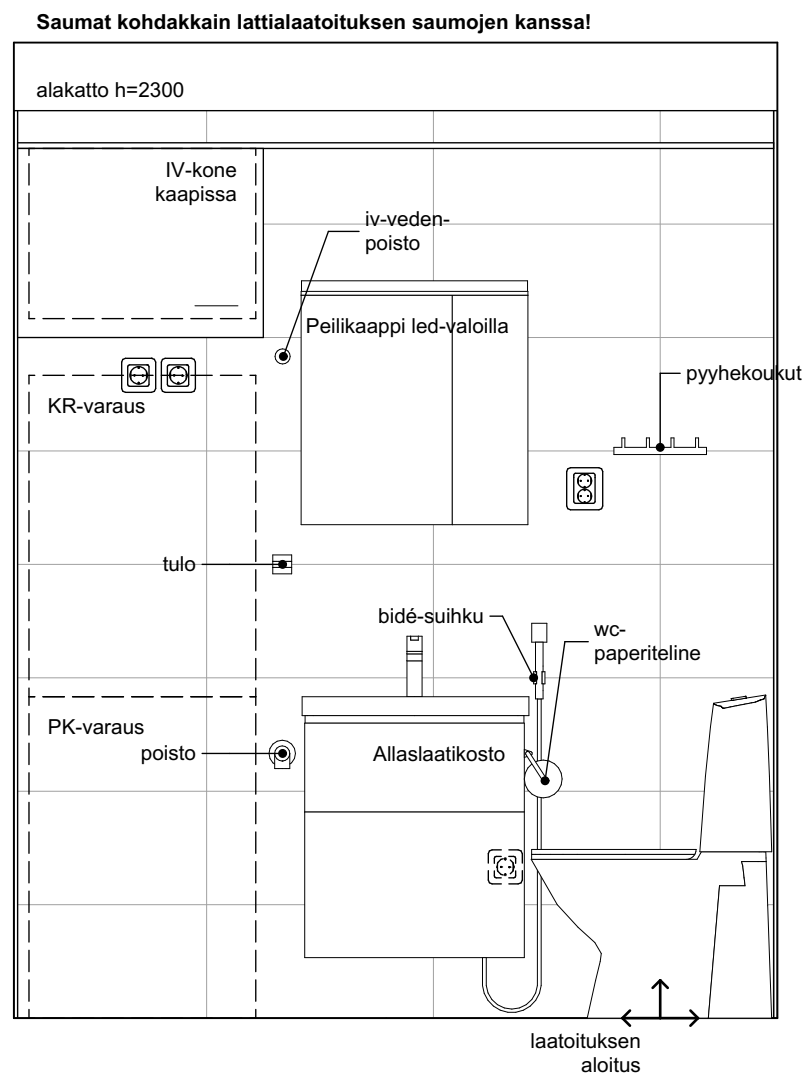 Saumat kohdakkain lattialaatoituksen saumojen kanssa!
alakatto h=2300
IV-kone
kaapissa
iv-veden-
poisto
Peilikaappi led-valoilla
pyyhekoukut
KR-varaus
tulo
bidé-suihku
wc-
paperiteline
PK-varaus
poisto
Allaslaatikosto
laatoituksen
aloitus